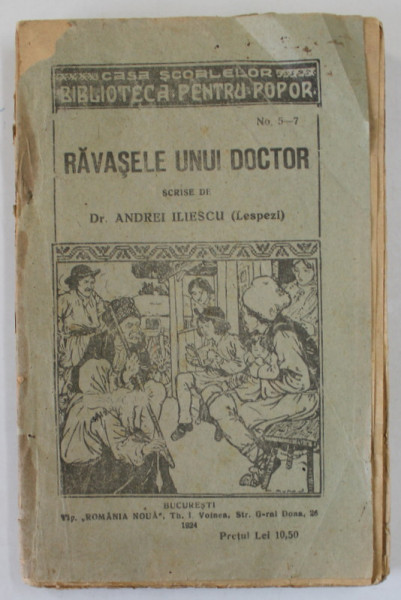 CASA ȘCOALELOR
BIBLIOTECA·PENTRU·POPOR.
No. 5—7
RĂVAȘELE UNUI DOCTOR
SCRISE DE
Dr. ANDREI ILIESCU (Lespezi)
BUCUREȘTI
Tip. „ROMÂNIA NOUĂ“, Th. I. Voinea, Str. G-ral Dona, 26
1924
Prețul Lei 10,50